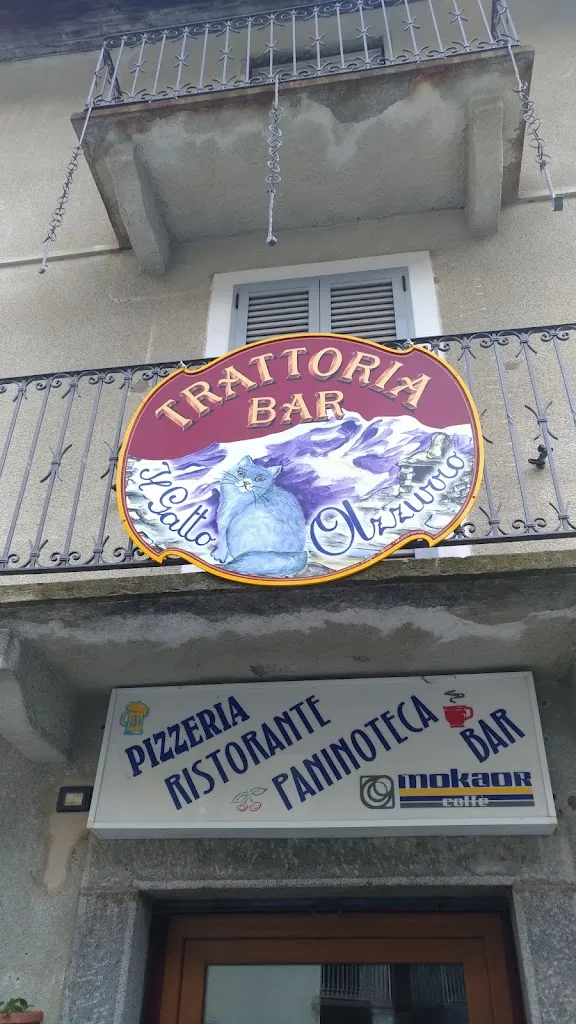 TRATTORIA
BAR
Il Gatto Azzurro
PIZZERIA
RISTORANTE
PANINOTECA
BAR
MOKAOR
caffè